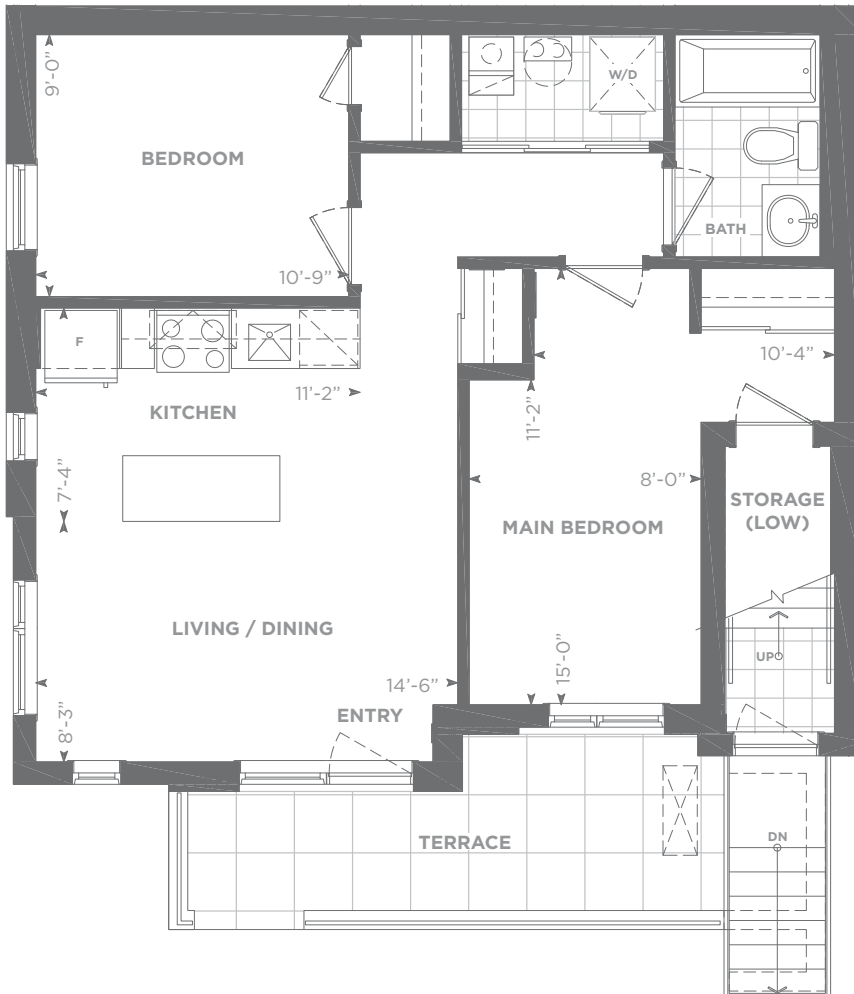 9'-0"
W/D
BEDROOM
BATH
10'-9"
F
10'-4"
11'-2"
KITCHEN
11'-2"
7'-4"
8'-0"
STORAGE
(LOW)
MAIN BEDROOM
LIVING / DINING
UP
15'-0"
14'-6"
8'-3"
ENTRY
TERRACE
DN